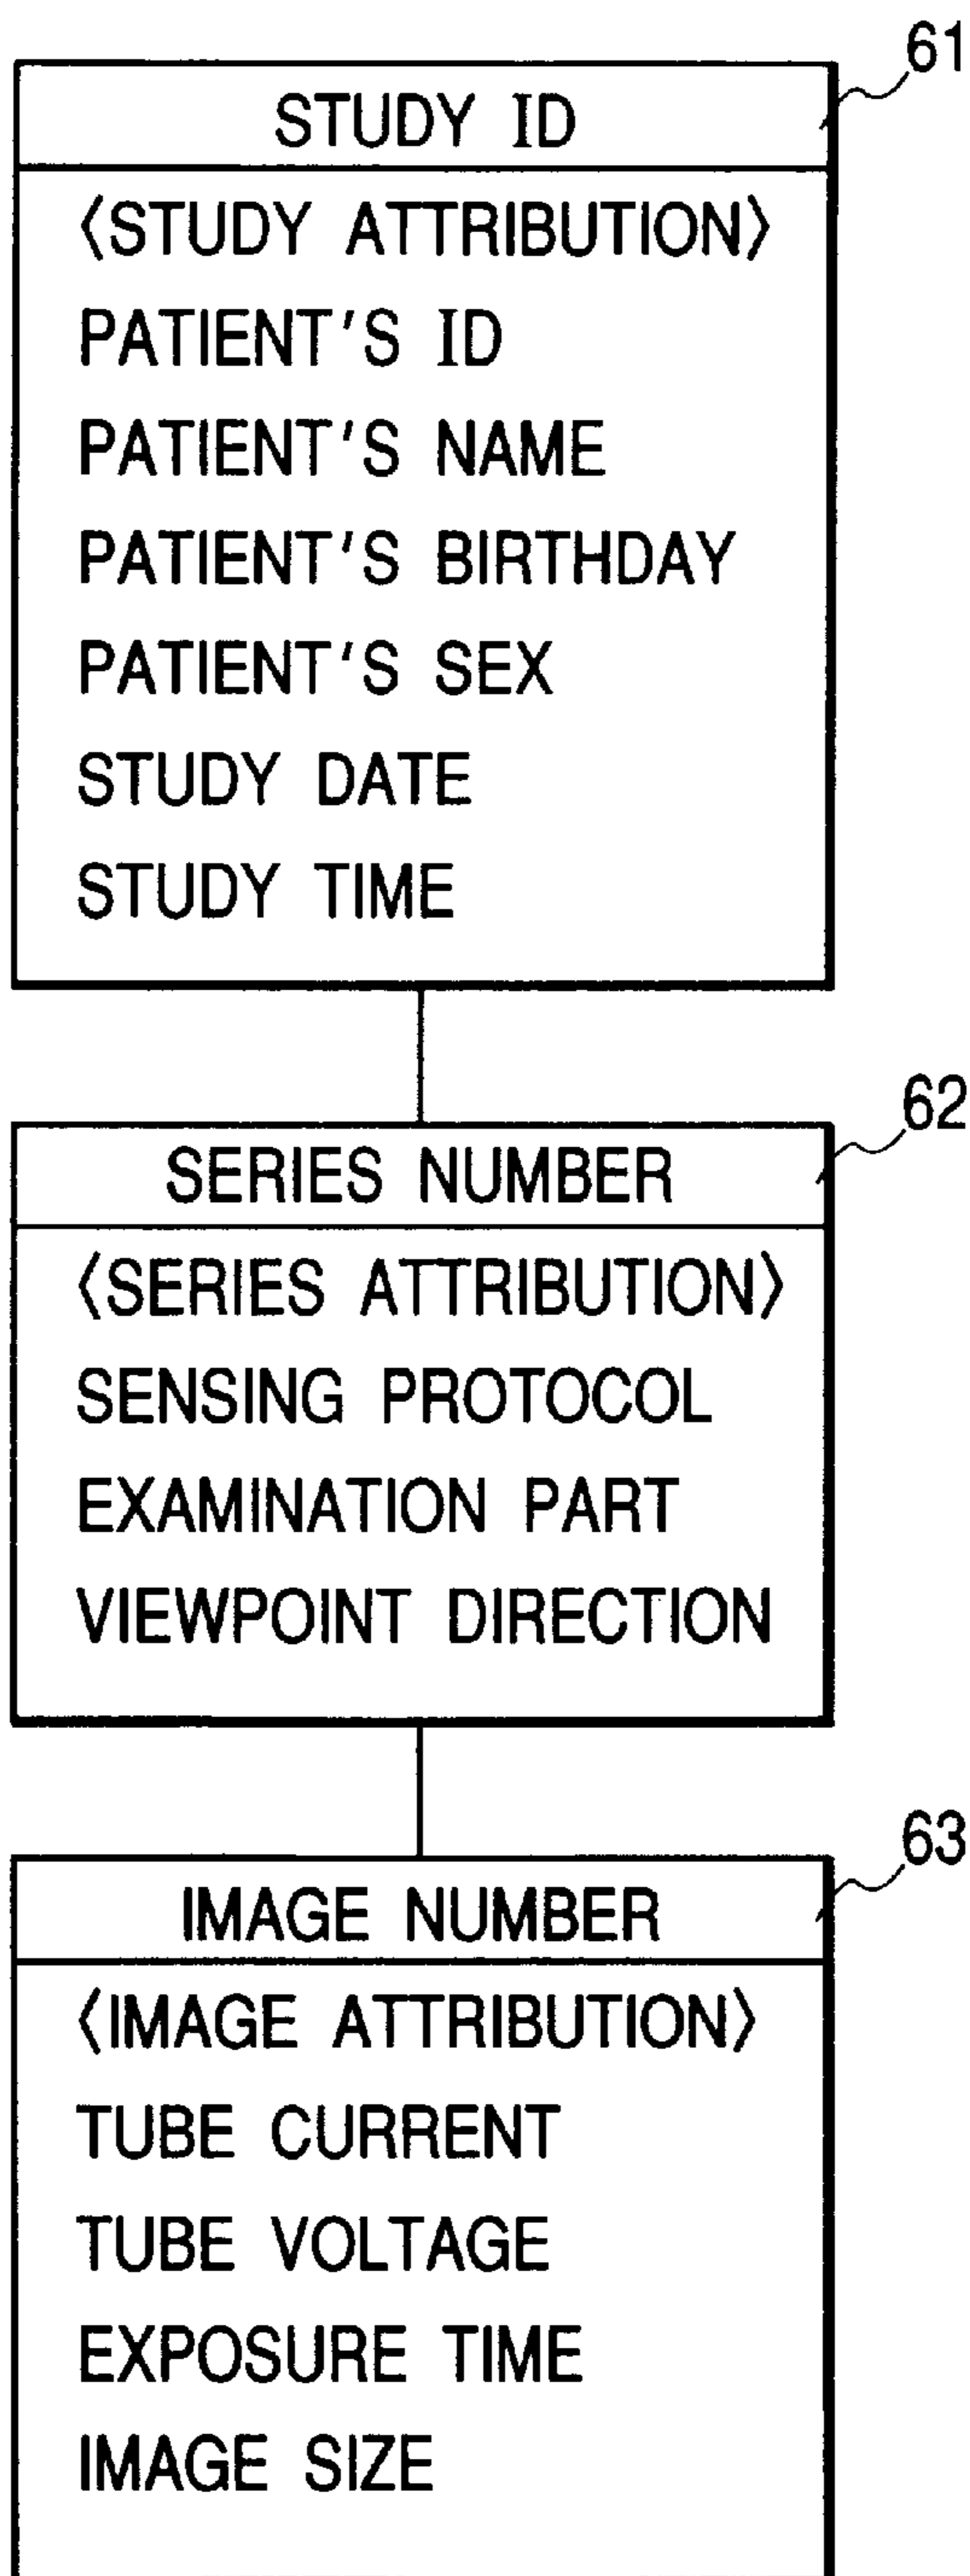 61
STUDY ID
〈STUDY ATTRIBUTION〉
PATIENT'S ID
PATIENT'S NAME
PATIENT'S BIRTHDAY
PATIENT'S SEX
STUDY DATE
STUDY TIME
62
SERIES NUMBER
〈SERIES ATTRIBUTION〉
SENSING PROTOCOL
EXAMINATION PART
VIEWPOINT DIRECTION
63
IMAGE NUMBER
〈IMAGE ATTRIBUTION〉
TUBE CURRENT
TUBE VOLTAGE
EXPOSURE TIME
IMAGE SIZE